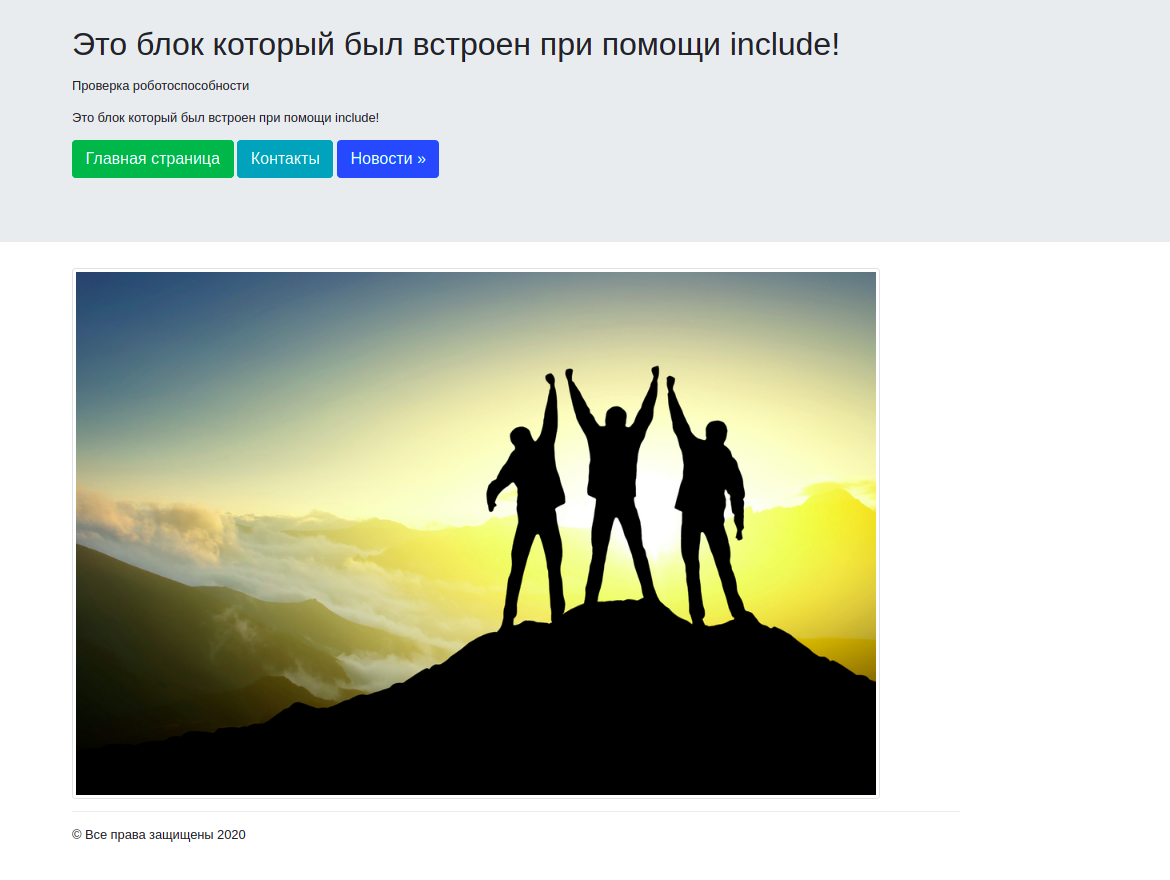 Это блок который был встроен при помощи include!
Проверка роботоспособности
Это блок который был встроен при помощи include!
Главная страница Контакты Новости »
© Все права защищены 2020